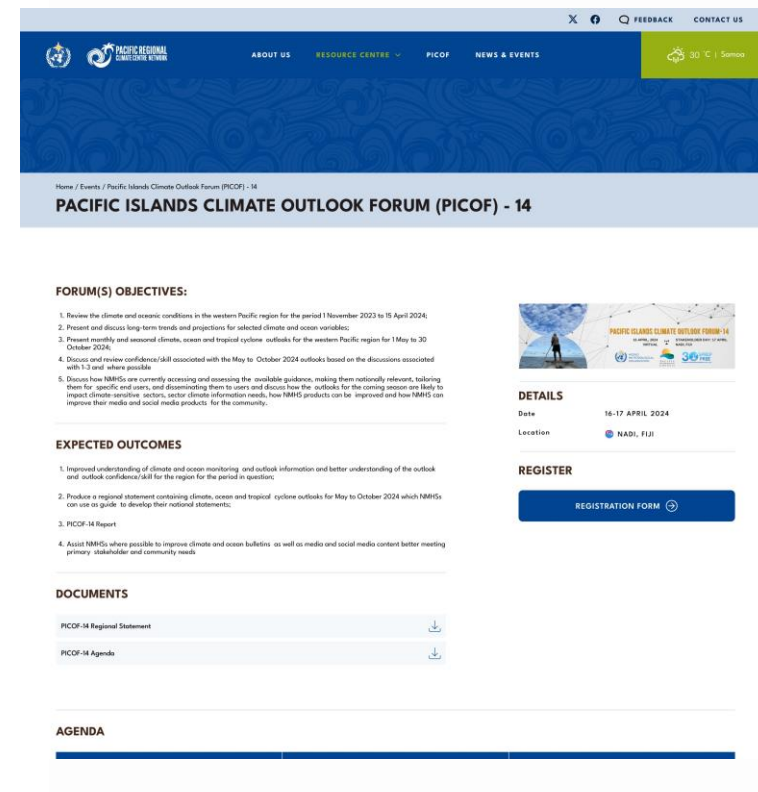 FEEDBACK CONTACT US
PACIFIC REGIONAL
CLIMATE CENTRE NETWORK
ABOUT US RESOURCE CENTRE PICOF NEWS & EVENTS
30 °C | Samoa
Home / Events / Pacific Islands Climate Outlook Forum (PICOF) - 14
PACIFIC ISLANDS CLIMATE OUTLOOK FORUM (PICOF) - 14
FORUM(S) OBJECTIVES:
1. Review the climate and oceanic conditions in the western Pacific region for the period 1 November 2023 to 15 April 2024;
2. Present and discuss long-term trends and projections for selected climate and ocean variables;
3. Present monthly and seasonal climate, ocean and tropical cyclone outlooks for the western Pacific region for 1 May to 30
October 2024;
4. Discuss and review confidence/skill associated with the May to October 2024 outlooks based on the discussions associated
with 1-3 and where possible
5. Discuss how NMHSs are currently accessing and assessing the available guidance, making them nationally relevant, tailoring
them for specific end users, and disseminating them to users and discuss how the outlooks for the coming season are likely to
impact climate-sensitive sectors, sector climate information needs, how NMHS products can be improved and how NMHS can
improve their media and social media products for the community.
EXPECTED OUTCOMES
1. Improved understanding of climate and ocean monitoring and outlook information and better understanding of the outlook
and outlook confidence/skill for the region for the period in question;
2. Produce a regional statement containing climate, ocean and tropical cyclone outlooks for May to October 2024 which NMHSs
can use as guide to develop their national statements;
3. PICOF-14 Report
4. Assist NMHSs where possible to improve climate and ocean bulletins as well as media and social media content better meeting
primary stakeholder and community needs
DOCUMENTS
PICOF-14 Regional Statement
PICOF-14 Agenda
PACIFIC ISLANDS CLIMATE OUTLOOK FORUM-14
DETAILS
Date 16-17 APRIL 2024
Location NADI, FIJI
REGISTER
REGISTRATION FORM
AGENDA